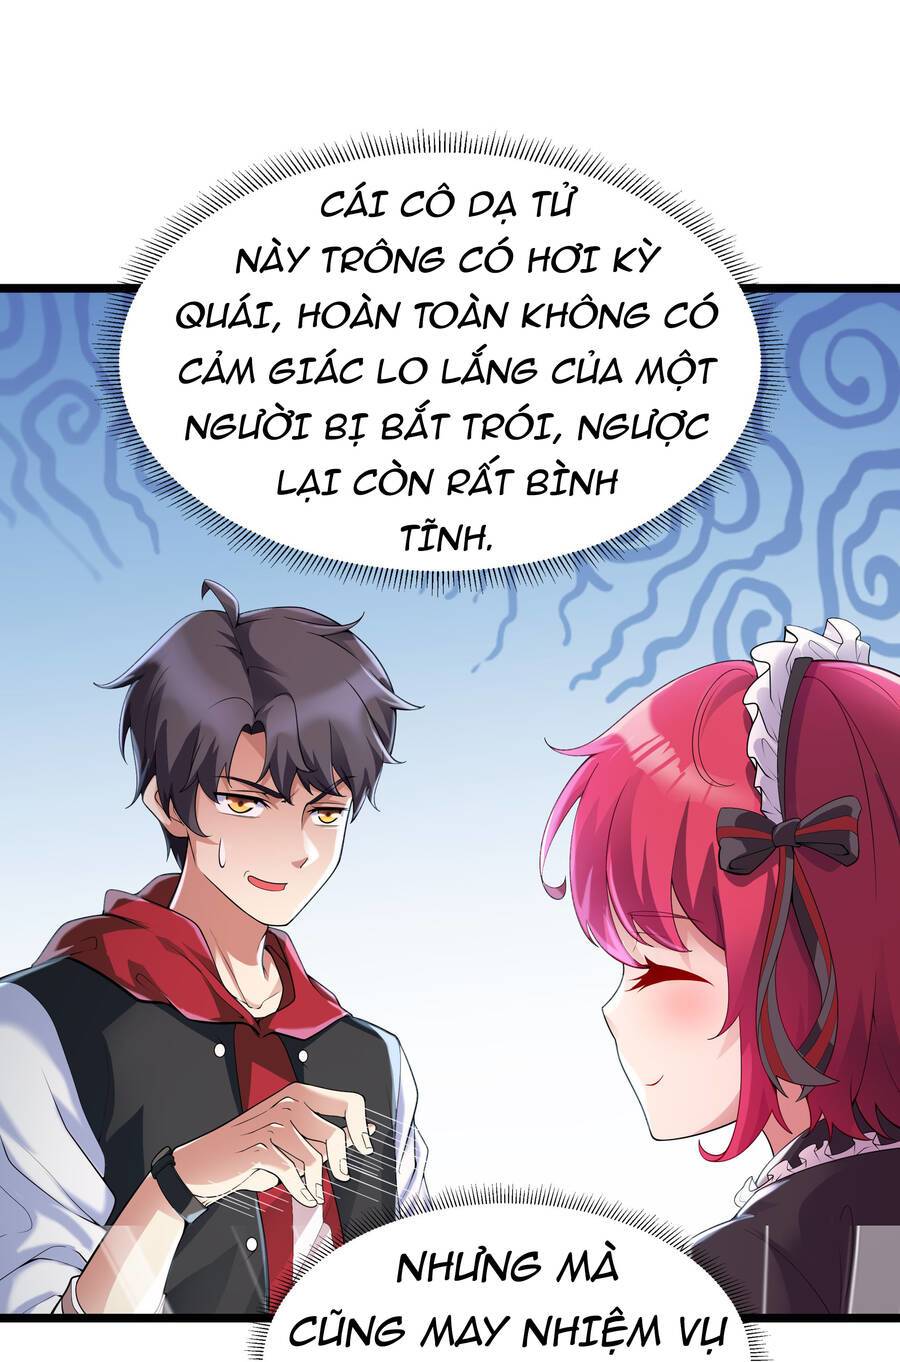 CÁI CÔ DẠ TỬ
NÀY TRÔNG CÓ HƠI KỲ
QUÁI, HOÀN TOÀN KHÔNG CÓ
CẢM GIÁC LO LẮNG CỦA MỘT
NGƯỜI BỊ BẮT TRÓI, NGƯỢC
LẠI CÒN RẤT BÌNH
TĨNH.
NHƯNG MÀ
CŨNG MAY NHIỆM VỤ